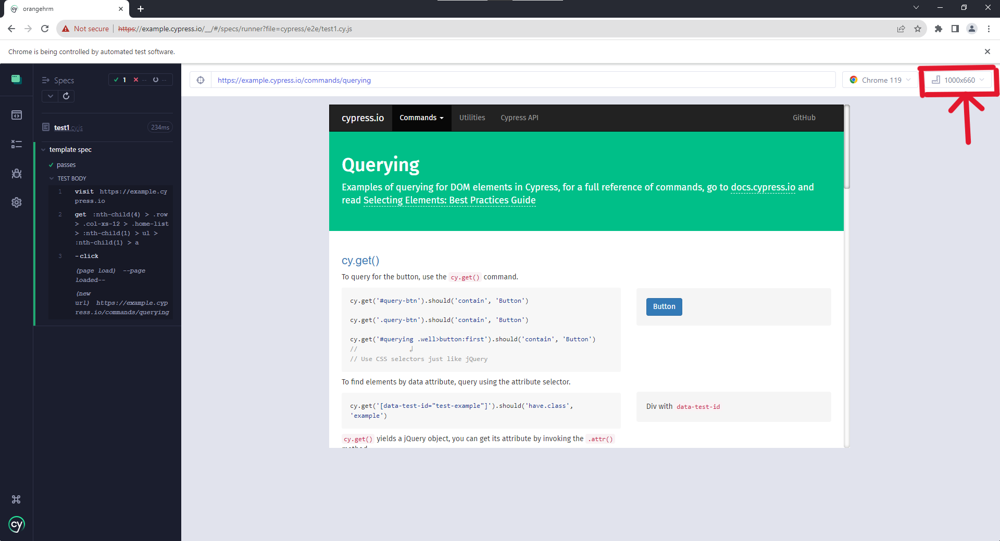 orangehrm
Not secure https://example.cypress.io/__/#/specs/runner?file=cypress/e2e/test1.cy.js
Chrome is being controlled by automated test software.
Specs
1 -- --
test1.cy.js 234ms
template spec
passes
TEST BODY
1 visit https://example.cy
press.io
2 get :nth-child(4) > .row
> .col-xs-12 > .home-list
> :nth-child(1) > ul >
:nth-child(1) > a
3 -click
(page load) --page
loaded--
(new
url) https://example.cyp
ress.io/commands/querying
cy
https://example.cypress.io/commands/querying
Chrome 119
1000x660
cypress.io Commands Utilities Cypress API GitHub
Querying
Examples of querying for DOM elements in Cypress, for a full reference of commands, go to docs.cypress.io and
read Selecting Elements: Best Practices Guide
cy.get()
To query for the button, use the cy.get() command.
cy.get('#query-btn').should('contain', 'Button')
cy.get('.query-btn').should('contain', 'Button')
cy.get('#querying .well>button:first').should('contain', 'Button')
// ↲
// Use CSS selectors just like jQuery
Button
To find elements by data attribute, query using the attribute selector.
cy.get('[data-test-id="test-example"]').should('have.class',
'example')
Div with data-test-id
cy.get() yields a jQuery object, you can get its attribute by invoking the .attr()
method.